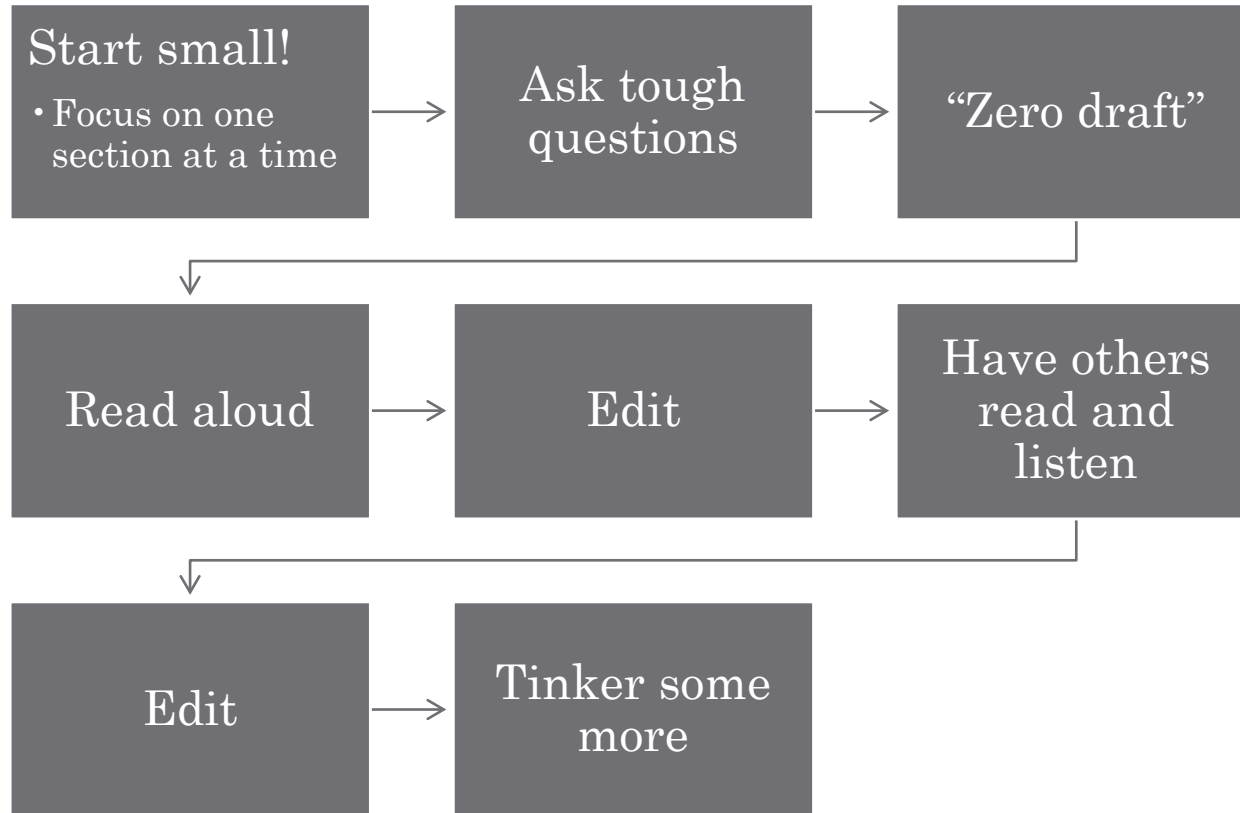 Start small!
• Focus on one
section at a time
Ask tough
questions
“Zero draft”
Read aloud
Edit
Have others
read and
listen
Edit
Tinker some
more